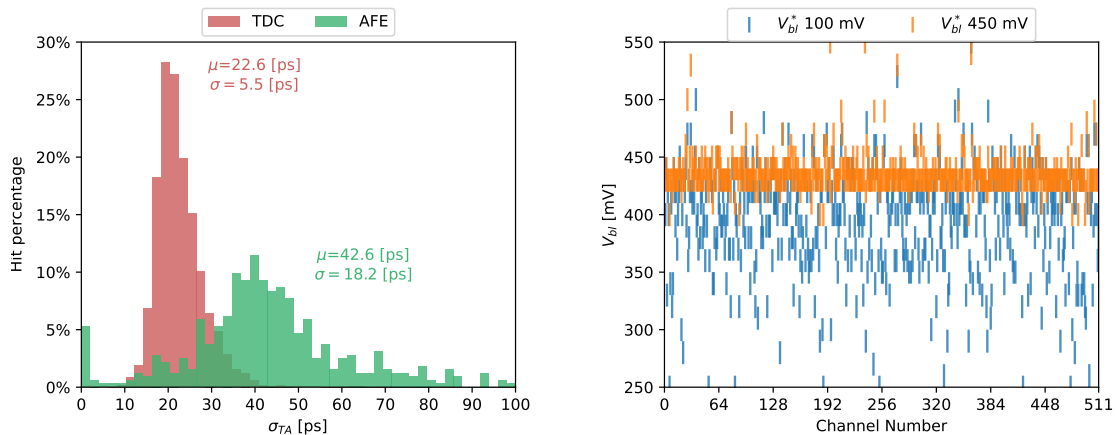 TDC AFE
30%
25%
20%
15%
10%
5%
0%
Hit percentage
μ=22.6 [ps]
σ = 5.5 [ps]
μ=42.6 [ps]
σ = 18.2 [ps]
0 10 20 30 40 50 60 70 80 90 100
σ_TA [ps]
V*_bl 100 mV V*_bl 450 mV
550
500
450
400
350
300
250
V_bl [mV]
0 64 128 192 256 320 384 448 511
Channel Number